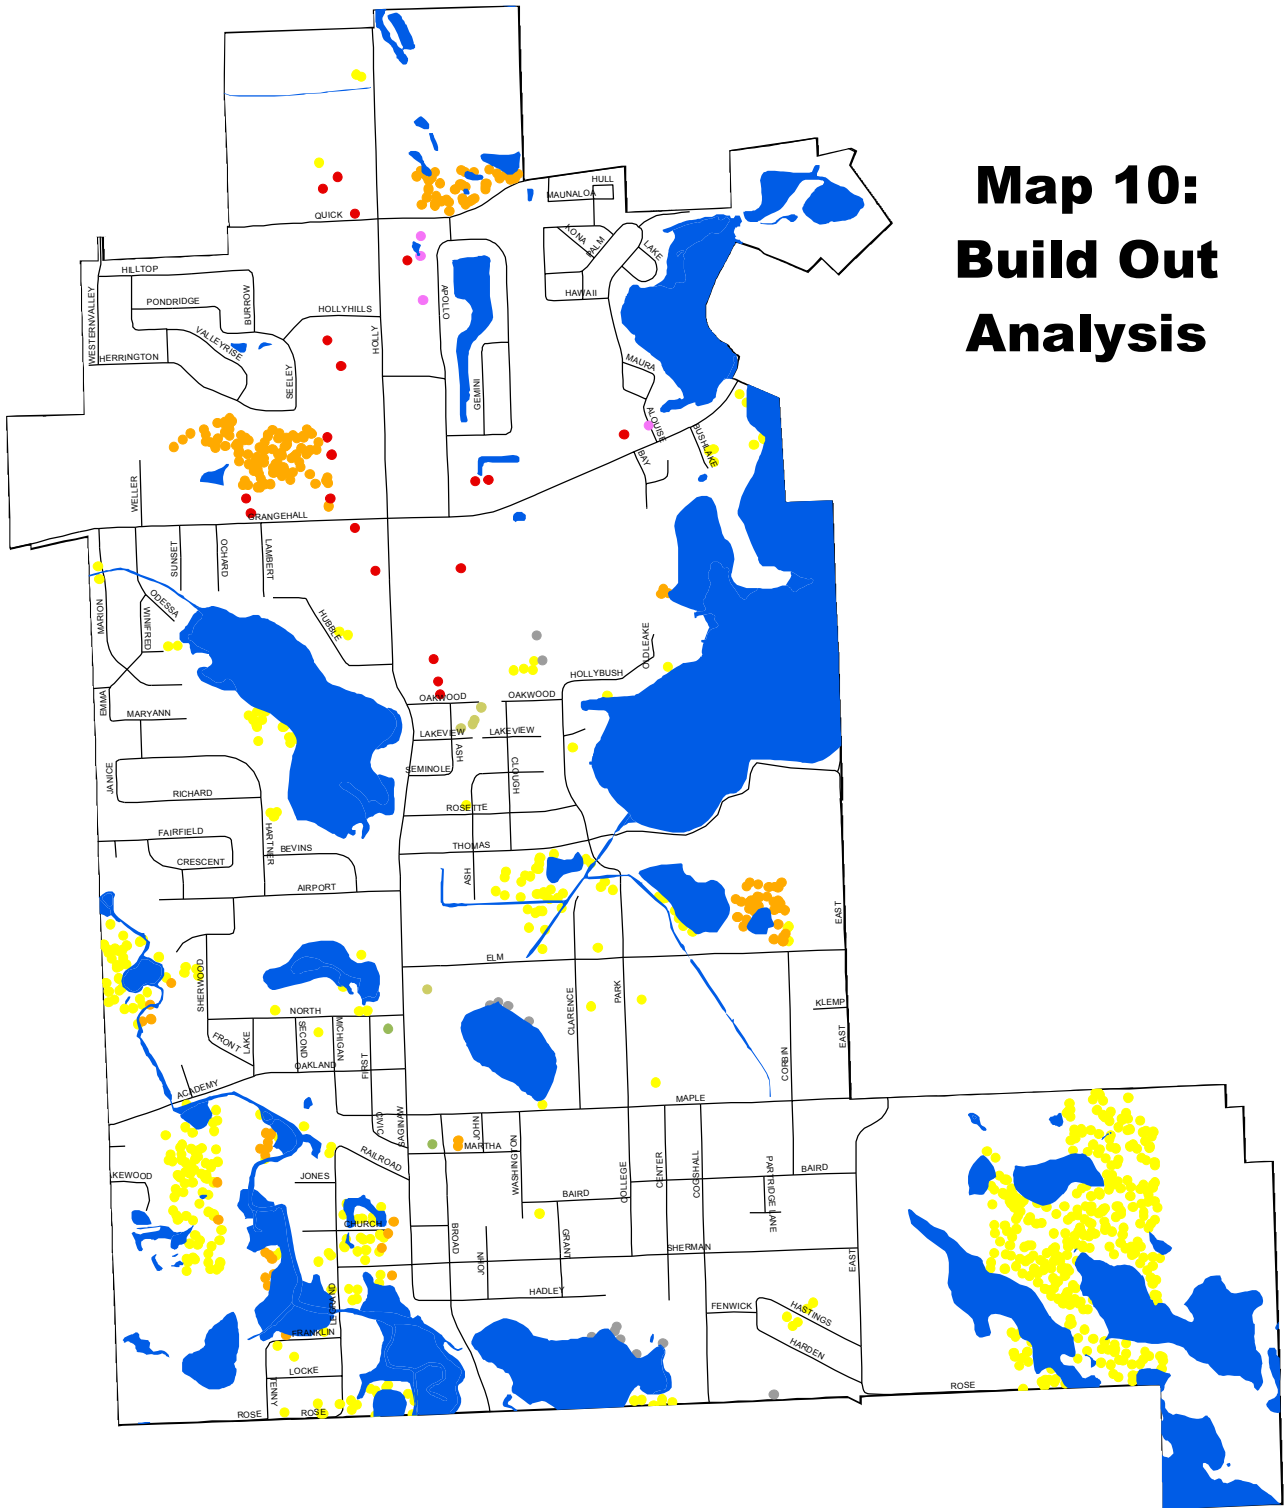 Map 10:
Build Out
Analysis
HULL
MAUNALOA
QUICK
KONA
PALM
LAKE
HILLTOP
HAWAII
WESTERNVALLEY
PONDRIDGE
BURROW
HOLLYHILLS
APOLLO
VALLEYRISE
HOLLY
HERRINGTON
SEELEY
GEMINI
MAURA
ALOUISE
BUSHLAKE
BAY
WELLER
GRANGEHALL
SUNSET
OCHARD
LAMBERT
MARION
WINFRED
ODESSA
HUBBLE
OLDLEAKE
HOLLYBUSH
EMMA
OAKWOOD
OAKWOOD
MARYANN
LAKEVIEW
LAKEVIEW
ASH
SEMINOLE
CLOUGH
JANICE
RICHARD
ROSETTE
FAIRFIELD
HARTNER
BEVINS
THOMAS
CRESCENT
ASH
AIRPORT
EAST
ELM
SHERWOOD
PARK
CLARENCE
NORTH
KLEMP
FRONT
LAKE
SECOND
MICHIGAN
FIRST
EAST
OAKLAND
CORBIN
ACADEMY
MAPLE
CIVIC
SAGINAW
JOHN
MARTHA
RAILROAD
WASHINGTON
KEWOOD
JONES
COLLEGE
CENTER
COGSHALL
PARTRIDGE LANE
BAIRD
BAIRD
CHURCH
BROAD
JOHN
GRANT
SHERMAN
EAST
HADLEY
LEGRAND
FENWICK
HASTINGS
FRANKLIN
HARDEN
LOCKE
TENNY
ROSE
ROSE
ROSE